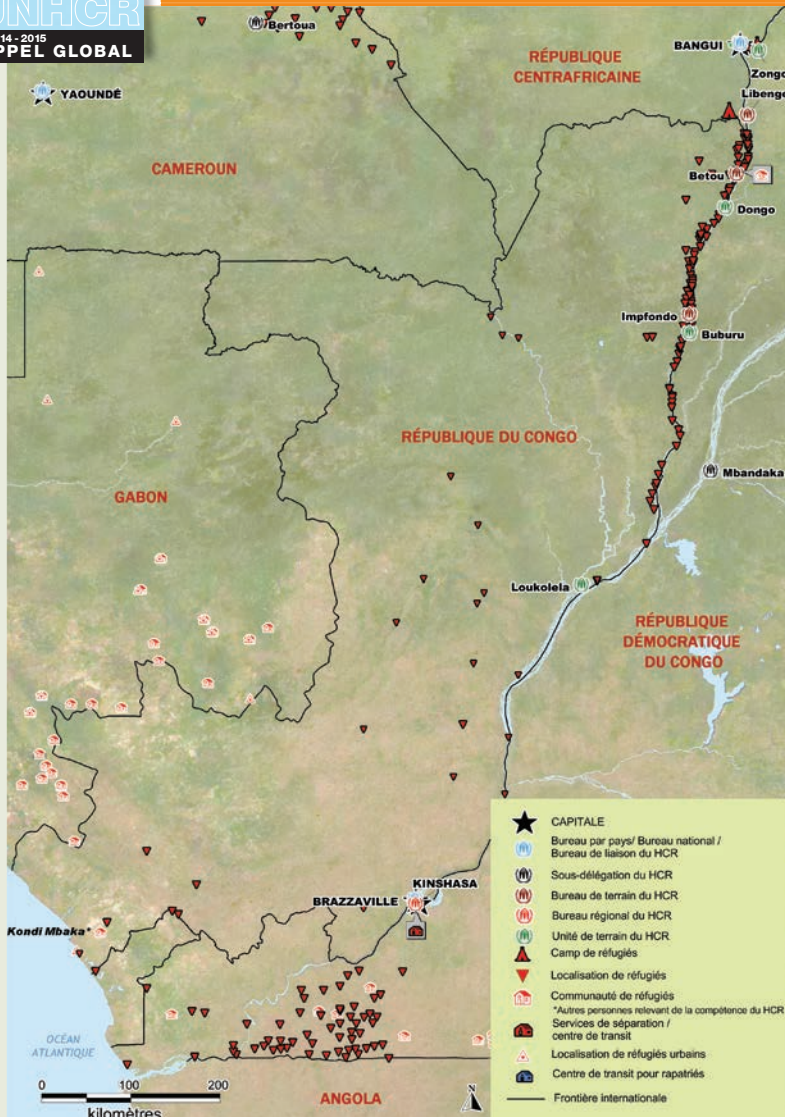 UNHCR
14 - 2015
PPEL GLOBAL
Bertoua
YAOUNDÉ
RÉPUBLIQUE
CENTRAFRICAINE
BANGUI
Zongo
Libenge
CAMEROUN
Betou
Dongo
Impfondo
Buburu
RÉPUBLIQUE DU CONGO
Mbandaka
GABON
Loukolela
RÉPUBLIQUE
DÉMOCRATIQUE
DU CONGO
KINSHASA
BRAZZAVILLE
Kondi Mbaka*
OCÉAN
ATLANTIQUE
ANGOLA
0 100 200
kilomètres
N
CAPITALE
Bureau par pays/ Bureau national /
Bureau de liaison du HCR
Sous-délégation du HCR
Bureau de terrain du HCR
Bureau régional du HCR
Unité de terrain du HCR
Camp de réfugiés
Localisation de réfugiés
Communauté de réfugiés
*Autres personnes relevant de la compétence du HCR
Services de séparation /
centre de transit
Localisation de réfugiés urbains
Centre de transit pour rapatriés
Frontière internationale